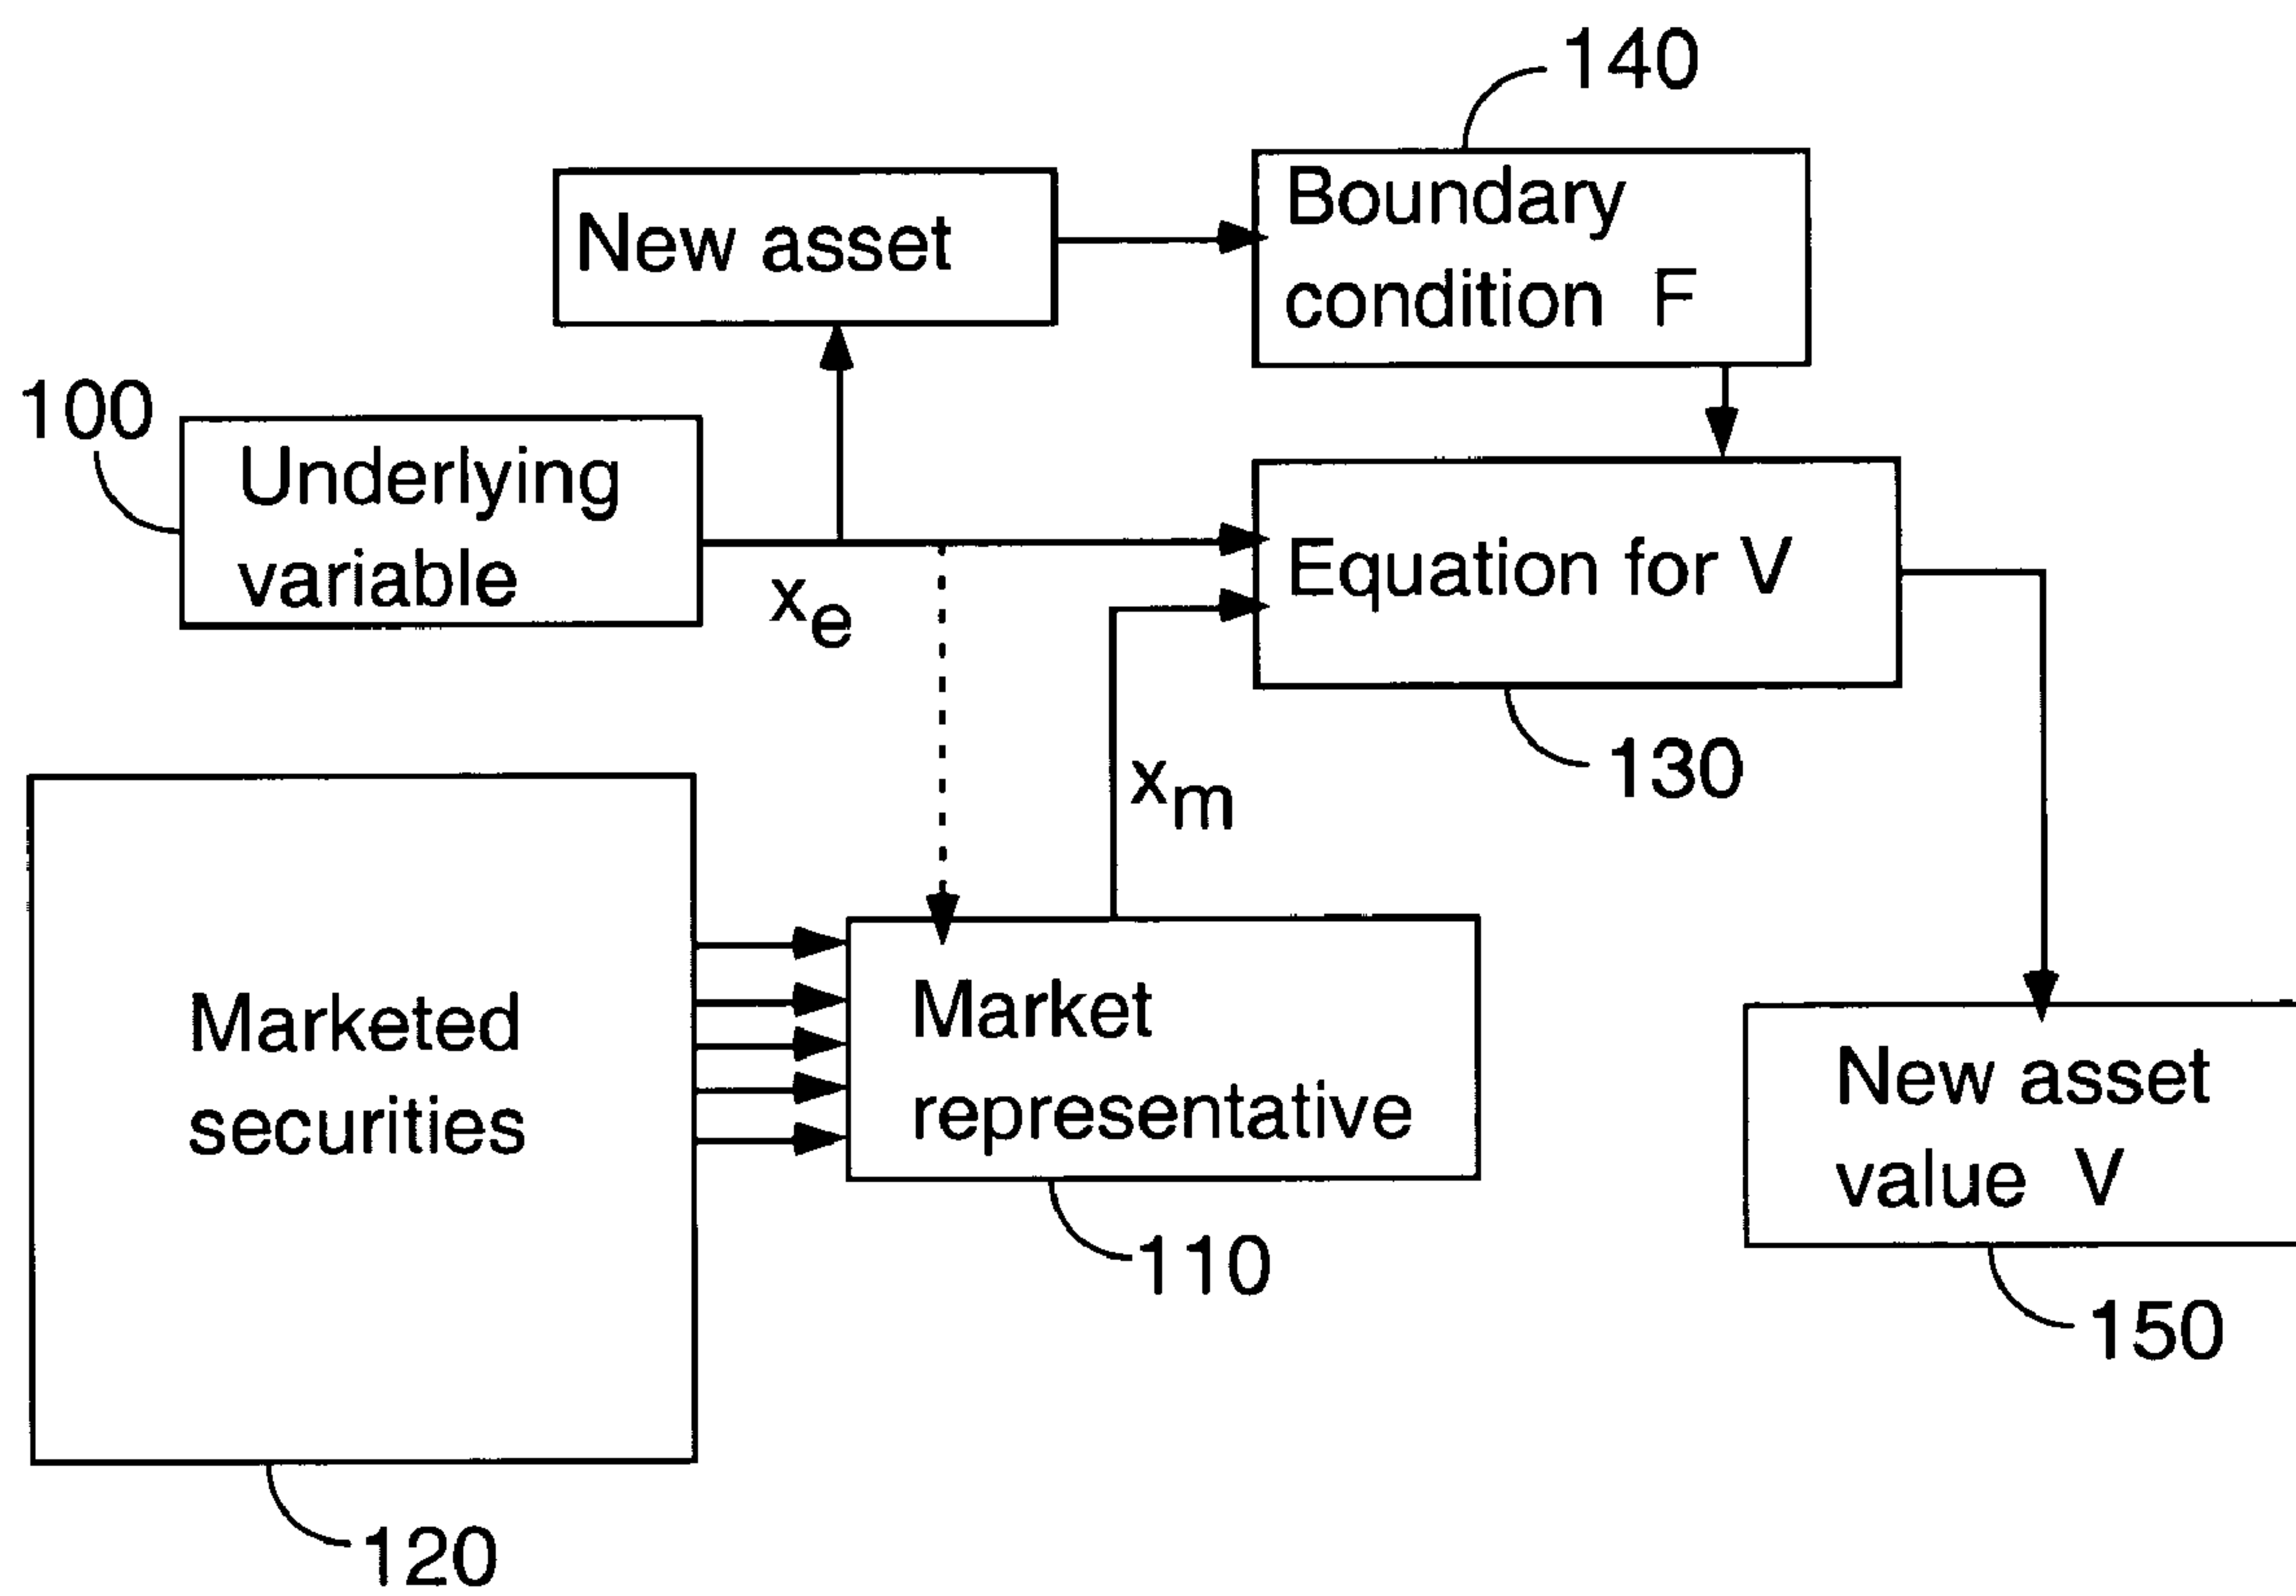 140
New asset
Boundary
condition F
100
Underlying
variable
xe
Equation for V
130
xm
Marketed
securities
Market
representative
110
New asset
value V
150
120